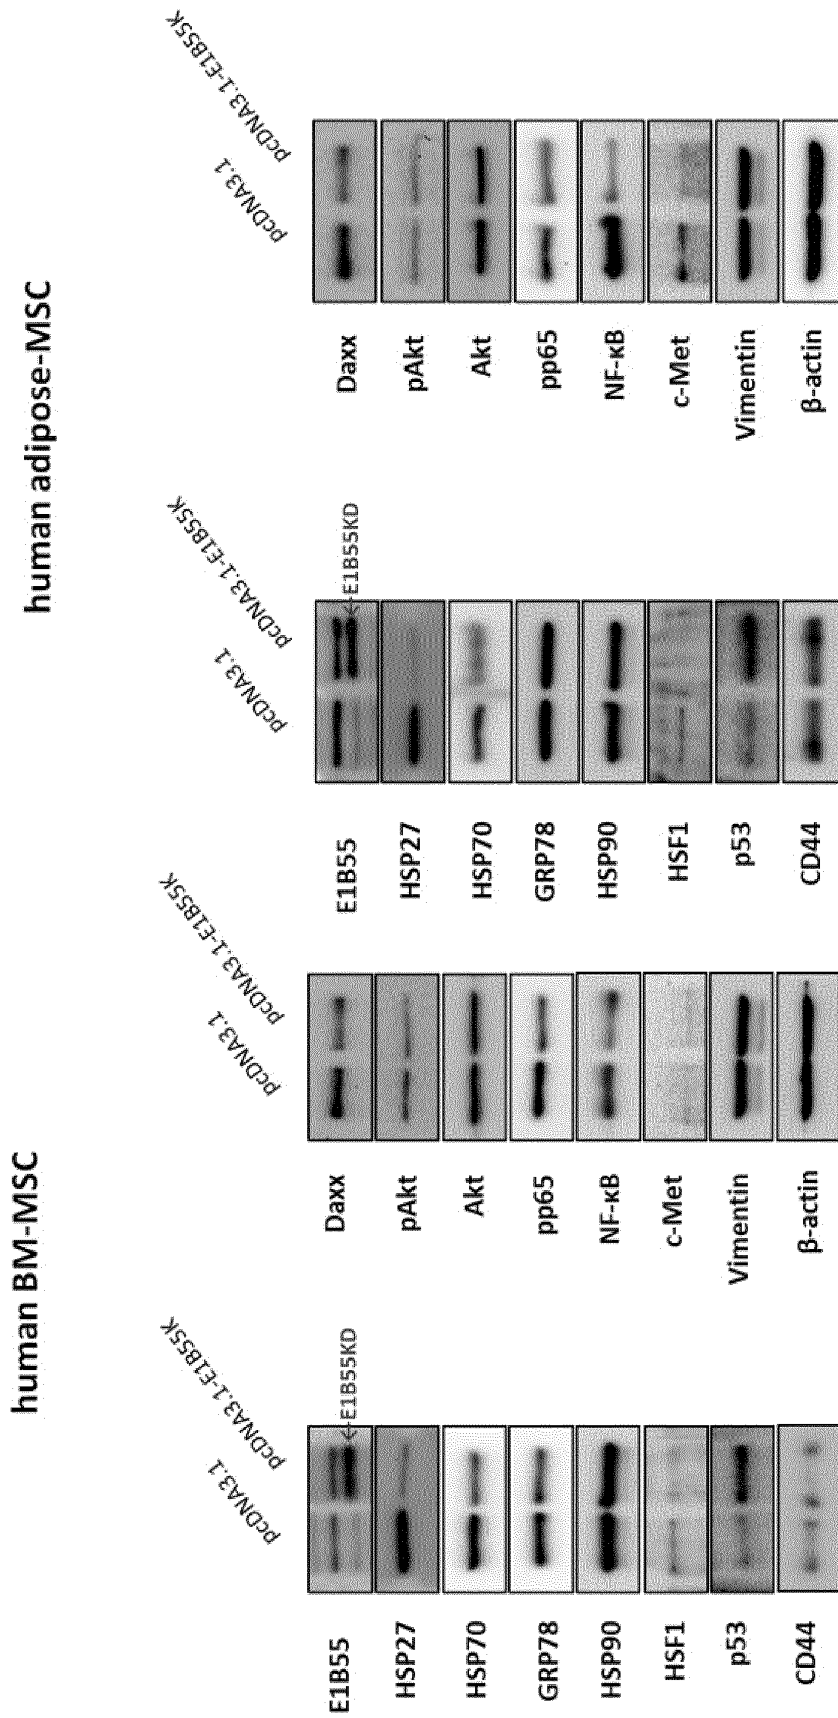 human BM-MSC
pcDNA3.1
pcDNA3.1-E1B55K
E1B55
←E1B55KD
HSP27
HSP70
GRP78
HSP90
HSF1
p53
CD44
pcDNA3.1
pcDNA3.1-E1B55K
Daxx
pAkt
Akt
pp65
NF-κB
c-Met
Vimentin
β-actin
human adipose-MSC
pcDNA3.1
pcDNA3.1-E1B55K
E1B55
←E1B55KD
HSP27
HSP70
GRP78
HSP90
HSF1
p53
CD44
pcDNA3.1
pcDNA3.1-E1B55K
Daxx
pAkt
Akt
pp65
NF-κB
c-Met
Vimentin
β-actin